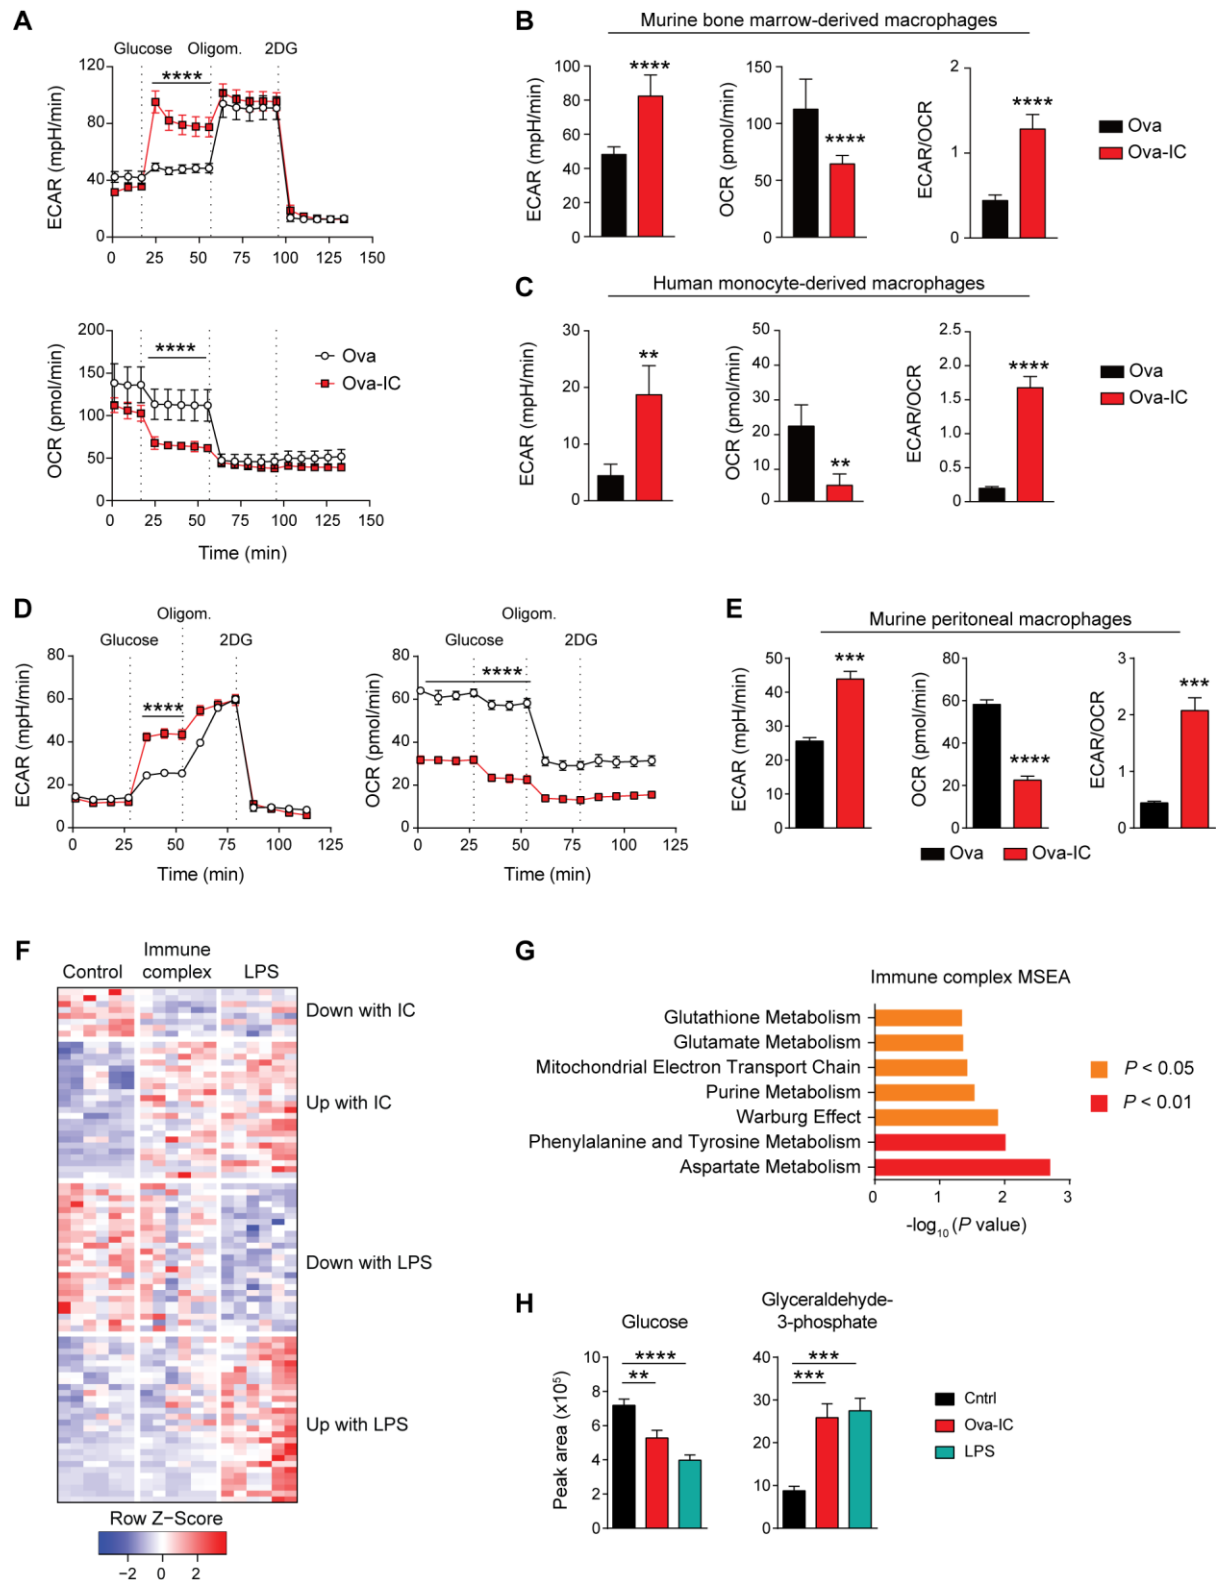 A
Glucose Oligom. 2DG
ECAR (mpH/min)
120
80
40
0
****
0 25 50 75 100 125 150
OCR (pmol/min)
200
150
100
50
0
****
Ova
Ova-IC
0 25 50 75 100 125 150
Time (min)
B
Murine bone marrow-derived macrophages
ECAR (mpH/min)
100
80
60
40
20
0
****
OCR (pmol/min)
150
100
50
0
****
ECAR/OCR
2
1
0
****
Ova
Ova-IC
C
Human monocyte-derived macrophages
ECAR (mpH/min)
30
20
10
0
**
OCR (pmol/min)
50
40
30
20
10
0
**
ECAR/OCR
2.5
2.0
1.5
1.0
0.5
0
****
Ova
Ova-IC
D
Oligom.
Glucose 2DG
ECAR (mpH/min)
80
60
40
20
0
****
0 25 50 75 100 125
Time (min)
Oligom.
Glucose 2DG
OCR (pmol/min)
80
60
40
20
0
****
0 25 50 75 100 125
Time (min)
E
Murine peritoneal macrophages
ECAR (mpH/min)
50
40
30
20
10
0
***
OCR (pmol/min)
80
60
40
20
0
****
ECAR/OCR
3
2
1
0
***
Ova Ova-IC
F
Control Immune complex LPS
Down with IC
Up with IC
Down with LPS
Up with LPS
Row Z−Score
−2 0 2
G
Immune complex MSEA
Glutathione Metabolism
Glutamate Metabolism
Mitochondrial Electron Transport Chain
Purine Metabolism
Warburg Effect
Phenylalanine and Tyrosine Metabolism
Aspartate Metabolism
0 1 2 3
-log10 (P value)
P < 0.05
P < 0.01
H
Glucose
Peak area (x10⁵)
10
8
6
4
2
0
****
**
Glyceraldehyde-
3-phosphate
40
30
20
10
0
***
***
Cntrl
Ova-IC
LPS